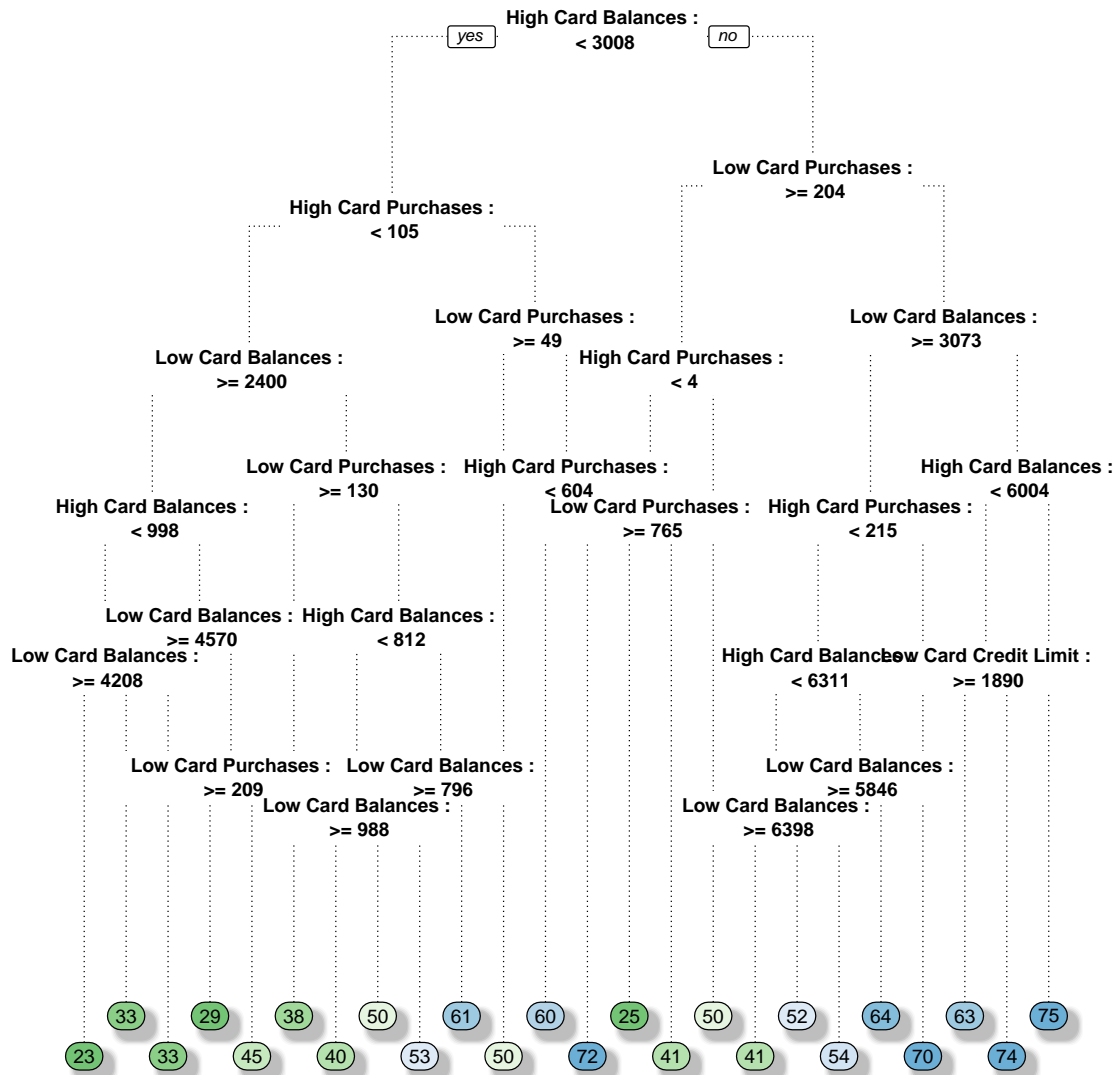 High Card Balances :
yes
< 3008
no
Low Card Purchases :
>= 204
High Card Purchases :
< 105
Low Card Purchases :
>= 49
Low Card Balances :
>= 3073
Low Card Balances :
>= 2400
High Card Purchases :
< 4
Low Card Purchases :
>= 130
High Card Purchases :
< 604
High Card Balances :
< 6004
High Card Balances :
< 998
Low Card Purchases :
>= 765
High Card Purchases :
< 215
Low Card Balances :
>= 4570
High Card Balances :
< 812
Low Card Balances :
>= 4208
High Card Balances :
< 6311
Low Card Credit Limit :
>= 1890
Low Card Purchases :
>= 209
Low Card Balances :
>= 796
Low Card Balances :
>= 5846
Low Card Balances :
>= 988
Low Card Balances :
>= 6398
33 29 38 50 61 60 25 50 52 64 63 75
23 33 45 40 53 50 72 41 41 54 70 74